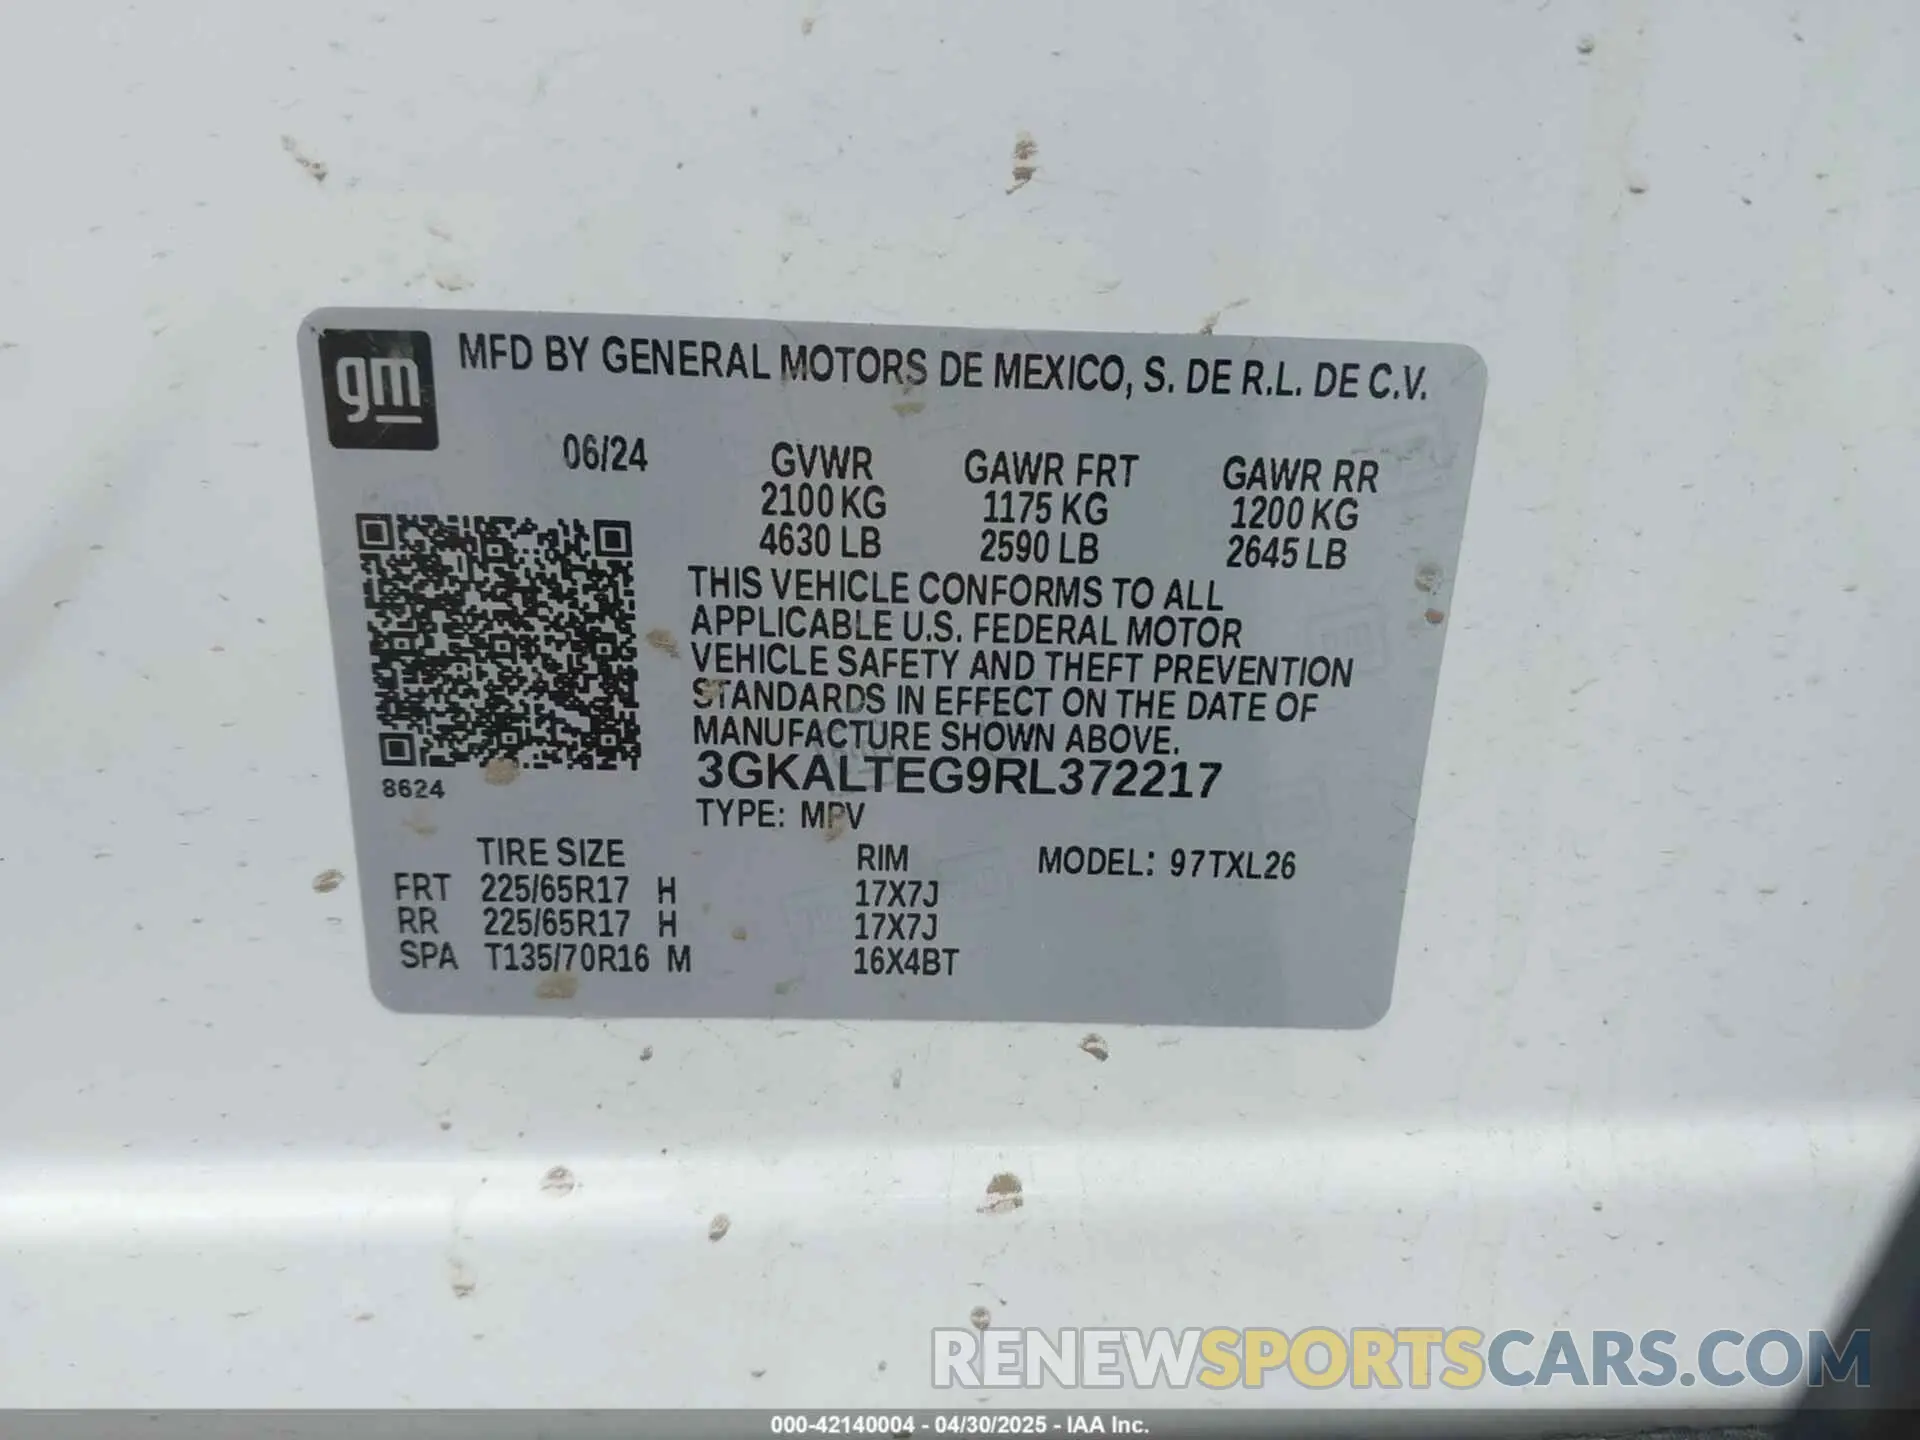 gm
MFD BY GENERAL MOTORS DE MEXICO, S. DE R.L. DE C.V.
06/24 GVWR GAWR FRT GAWR RR
2100 KG 1175 KG 1200 KG
4630 LB 2590 LB 2645 LB
THIS VEHICLE CONFORMS TO ALL
APPLICABLE U.S. FEDERAL MOTOR
VEHICLE SAFETY AND THEFT PREVENTION
STANDARDS IN EFFECT ON THE DATE OF
MANUFACTURE SHOWN ABOVE.
3GKALTEG9RL372217
8624
TYPE: MPV
TIRE SIZE RIM MODEL: 97TXL26
FRT 225/65R17 H 17X7J
RR 225/65R17 H 17X7J
SPA T135/70R16 M 16X4BT
RENEWSPORTSCARS.COM
000-42140004 - 04/30/2025 - IAA Inc.